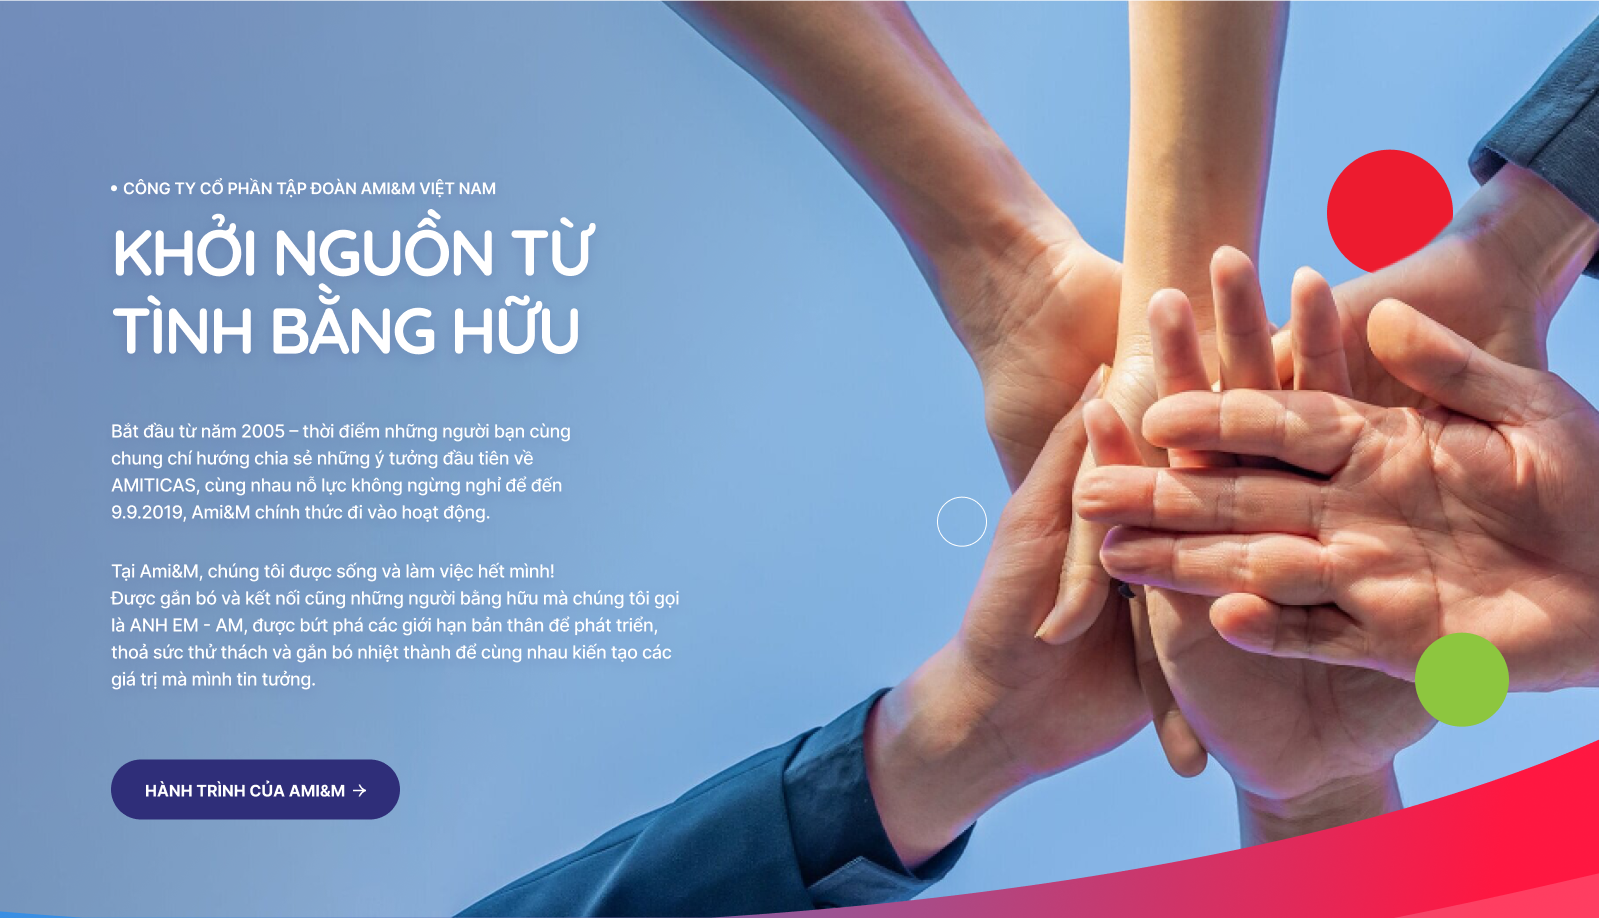 • CÔNG TY CỔ PHẦN TẬP ĐOÀN AMI&M VIỆT NAM
KHỞI NGUỒN TỪ
TÌNH BẰNG HỮU
Bắt đầu từ năm 2005 – thời điểm những người bạn cùng
chung chí hướng chia sẻ những ý tưởng đầu tiên về
AMITICAS, cùng nhau nỗ lực không ngừng nghỉ để đến
9.9.2019, Ami&M chính thức đi vào hoạt động.
Tại Ami&M, chúng tôi được sống và làm việc hết mình!
Được gắn bó và kết nối cũng những người bằng hữu mà chúng tôi gọi
là ANH EM - AM, được bứt phá các giới hạn bản thân để phát triển,
thoả sức thử thách và gắn bó nhiệt thành để cùng nhau kiến tạo các
giá trị mà mình tin tưởng.
HÀNH TRÌNH CỦA AMI&M →